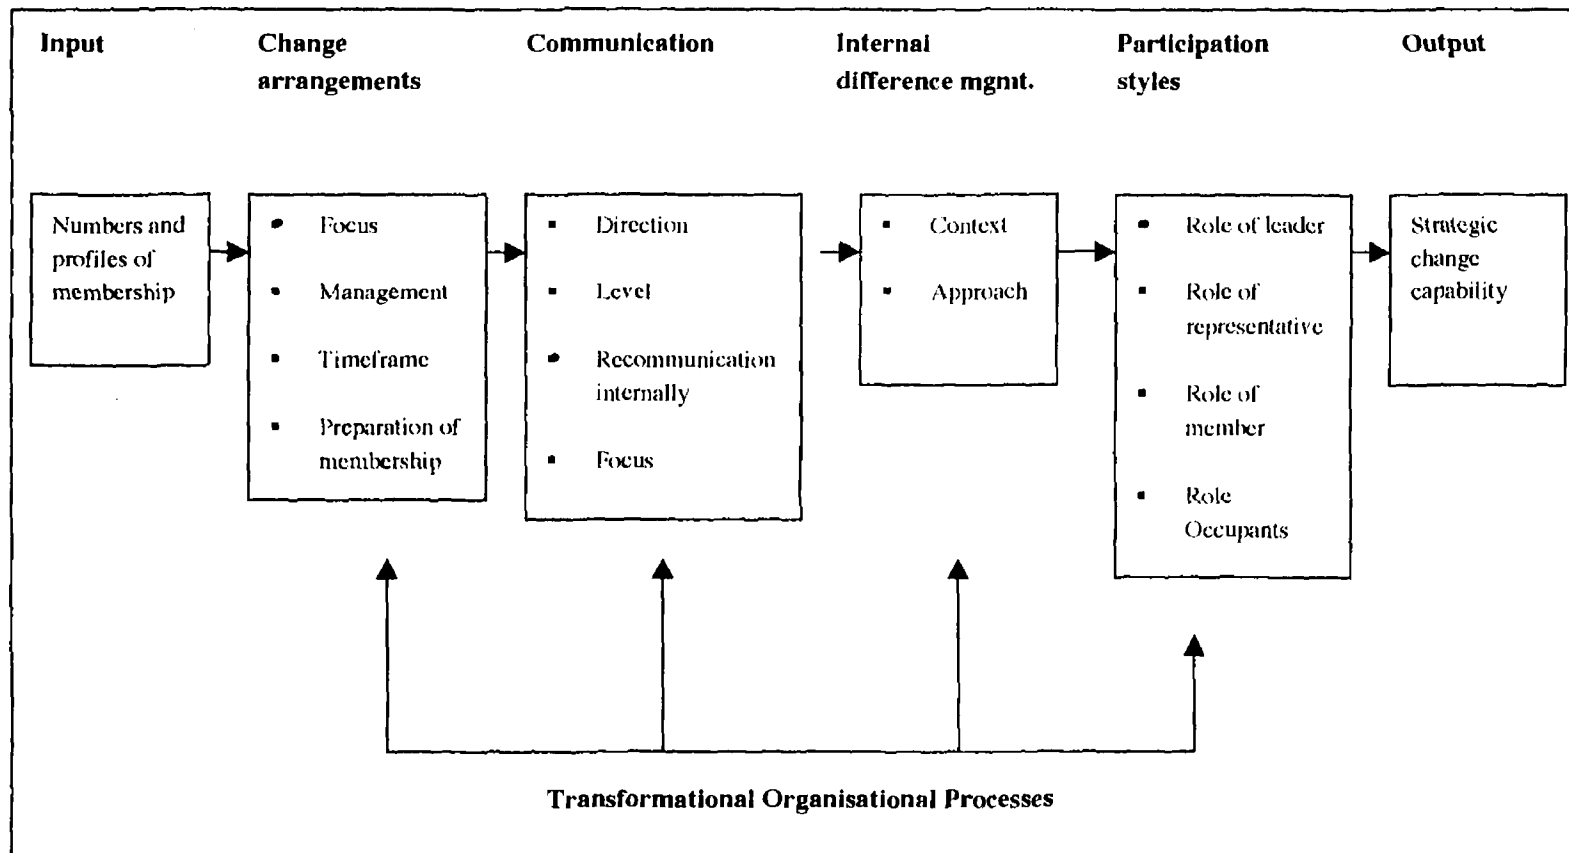 Input
Change
arrangements
Communication
Internal
difference mgmt.
Participation
styles
Output
Numbers and
profiles of
membership
• Focus
▪ Management
▪ Timeframe
▪ Preparation of
membership
▪ Direction
▪ Level
• Recommunication
internally
▪ Focus
▪ Context
▪ Approach
• Role of leader
▪ Role of
representative
▪ Role of
member
▪ Role
Occupants
Strategic
change
capability
Transformational Organisational Processes